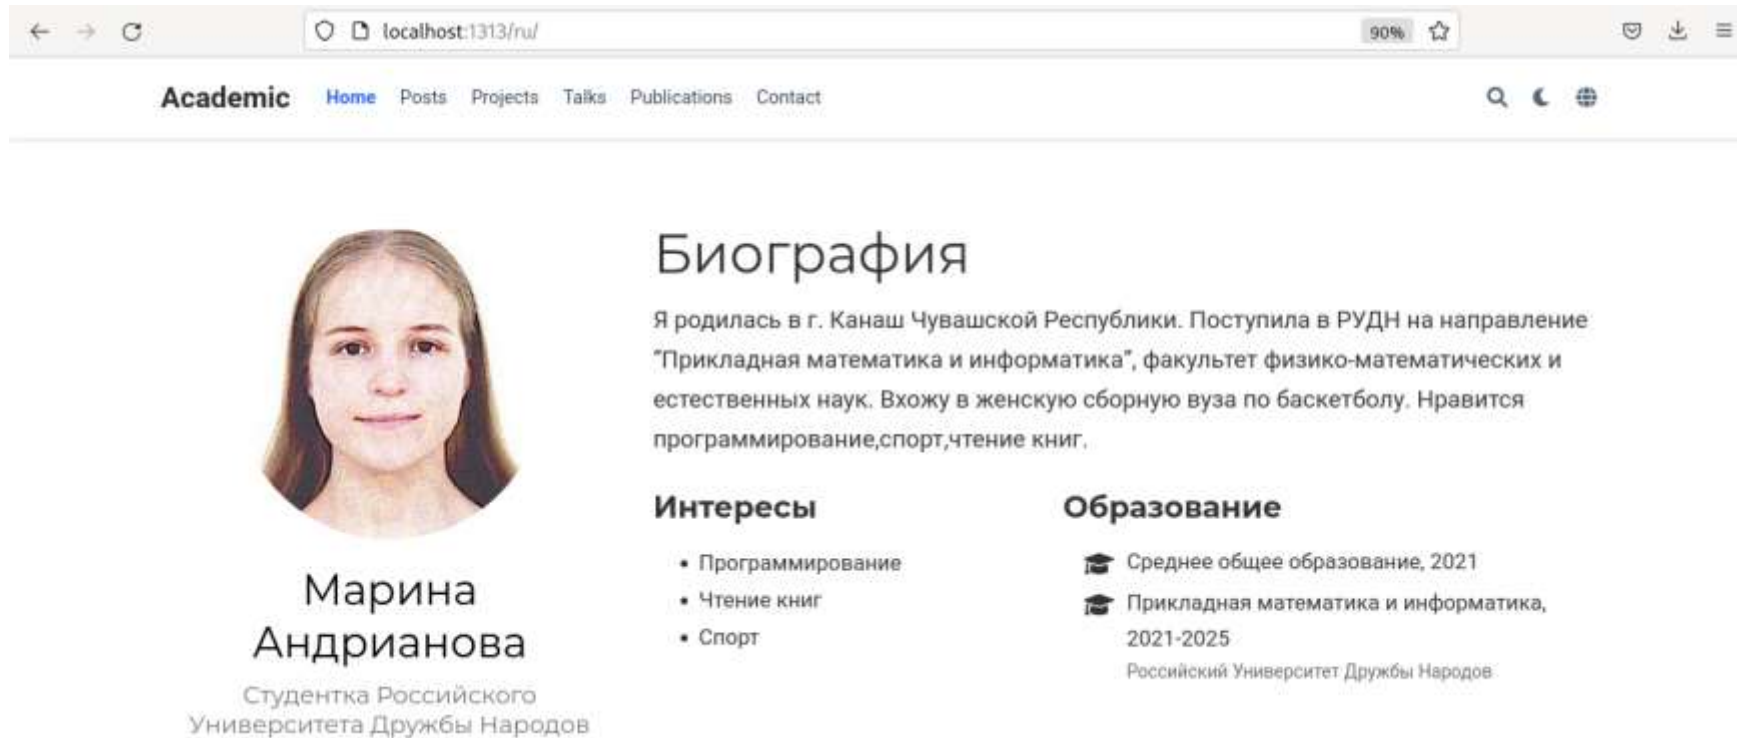 localhost:1313/ru/
90%
Academic Home Posts Projects Talks Publications Contact
Биография
Я родилась в г. Канаш Чувашской Республики. Поступила в РУДН на направление
"Прикладная математика и информатика", факультет физико-математических и
естественных наук. Вхожу в женскую сборную вуза по баскетболу. Нравится
программирование,спорт,чтение книг.
Марина
Андрианова
Студентка Российского
Университета Дружбы Народов
Интересы
• Программирование
• Чтение книг
• Спорт
Образование
Среднее общее образование, 2021
Прикладная математика и информатика,
2021-2025
Российский Университет Дружбы Народов